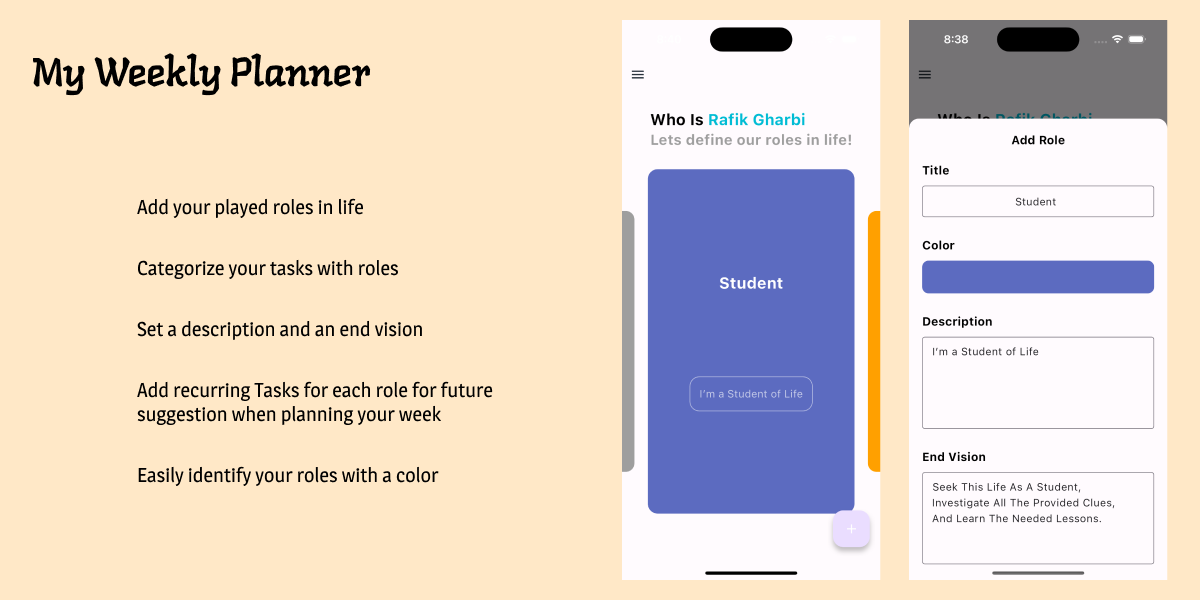 My Weekly Planner
Add your played roles in life
Categorize your tasks with roles
Set a description and an end vision
Add recurring Tasks for each role for future
suggestion when planning your week
Easily identify your roles with a color
Who Is Rafik Gharbi
Lets define our roles in life!
Student
I'm a Student of Life
+
8:38
Who Is Rafik Gharbi
Add Role
Title
Student
Color
Description
I'm a Student of Life
End Vision
Seek This Life As A Student,
Investigate All The Provided Clues,
And Learn The Needed Lessons.